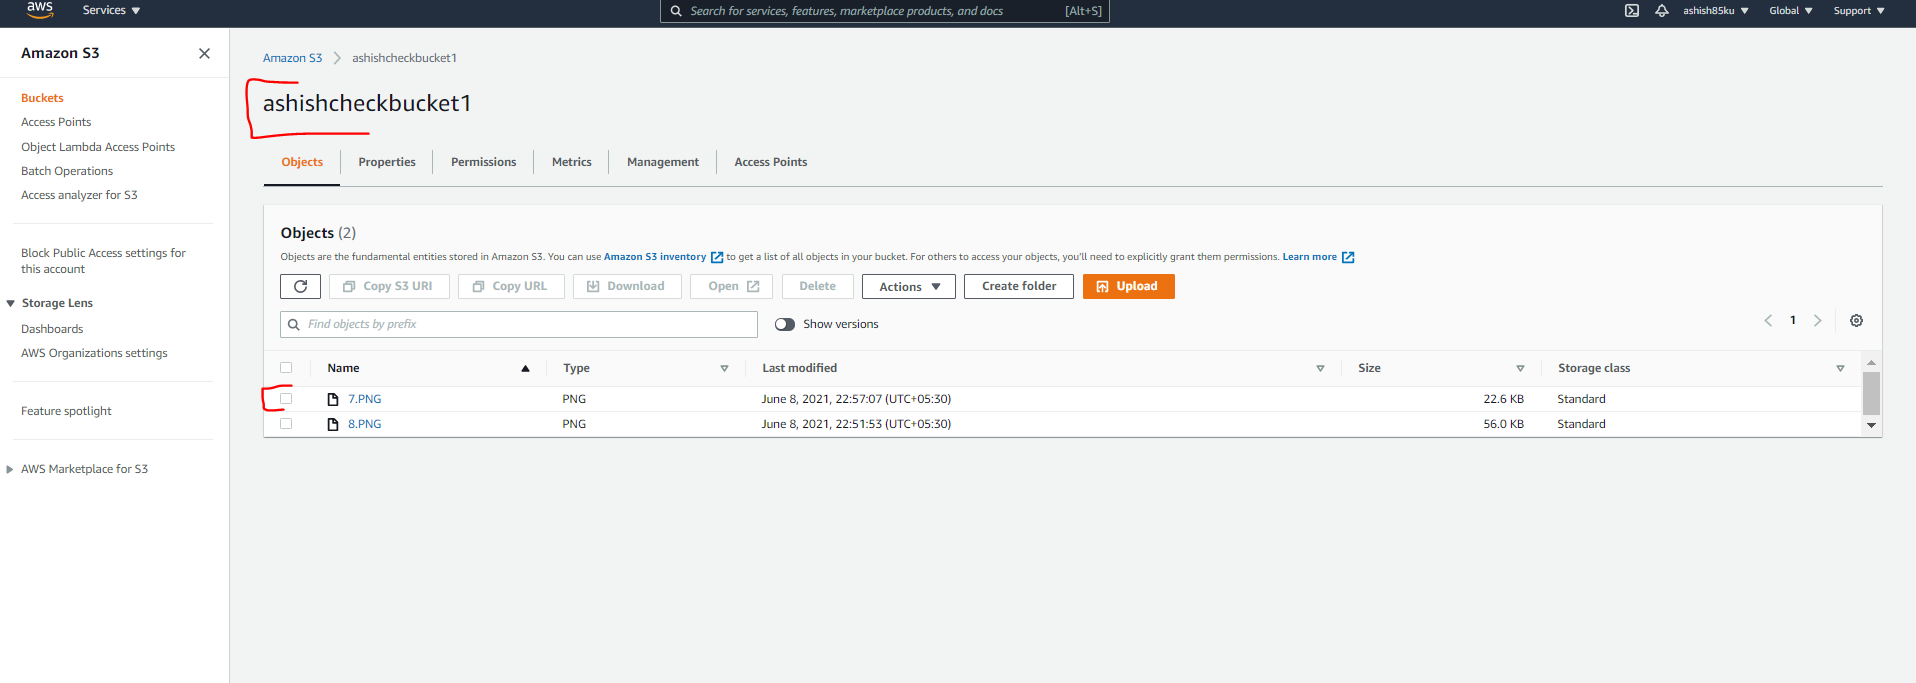 aws Services Search for services, features, marketplace products, and docs [Alt+S] ashish85ku Global Support
Amazon S3
Buckets
Access Points
Object Lambda Access Points
Batch Operations
Access analyzer for S3
Block Public Access settings for
this account
Storage Lens
Dashboards
AWS Organizations settings
Feature spotlight
AWS Marketplace for S3
Amazon S3 ashishcheckbucket1
ashishcheckbucket1
Objects Properties Permissions Metrics Management Access Points
Objects (2)
Objects are the fundamental entities stored in Amazon S3. You can use Amazon S3 inventory to get a list of all objects in your bucket. For others to access your objects, you'll need to explicitly grant them permissions. Learn more
Copy S3 URI Copy URL Download Open Delete Actions Create folder Upload
Find objects by prefix Show versions 1
Name Type Last modified Size Storage class
7.PNG PNG June 8, 2021, 22:57:07 (UTC+05:30) 22.6 KB Standard
8.PNG PNG June 8, 2021, 22:51:53 (UTC+05:30) 56.0 KB Standard